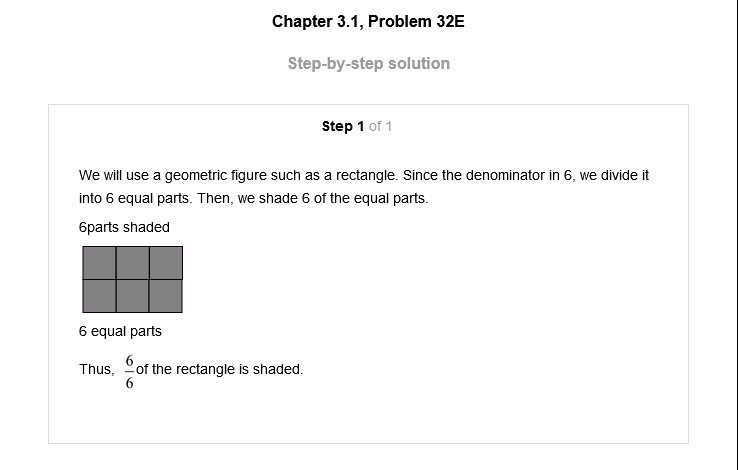 Chapter 3.1, Problem 32E
Step-by-step solution
Step 1 of 1
We will use a geometric figure such as a rectangle. Since the denominator in 6, we divide it
into 6 equal parts. Then, we shade 6 of the equal parts.
6parts shaded
6 equal parts
Thus, 6/6 of the rectangle is shaded.